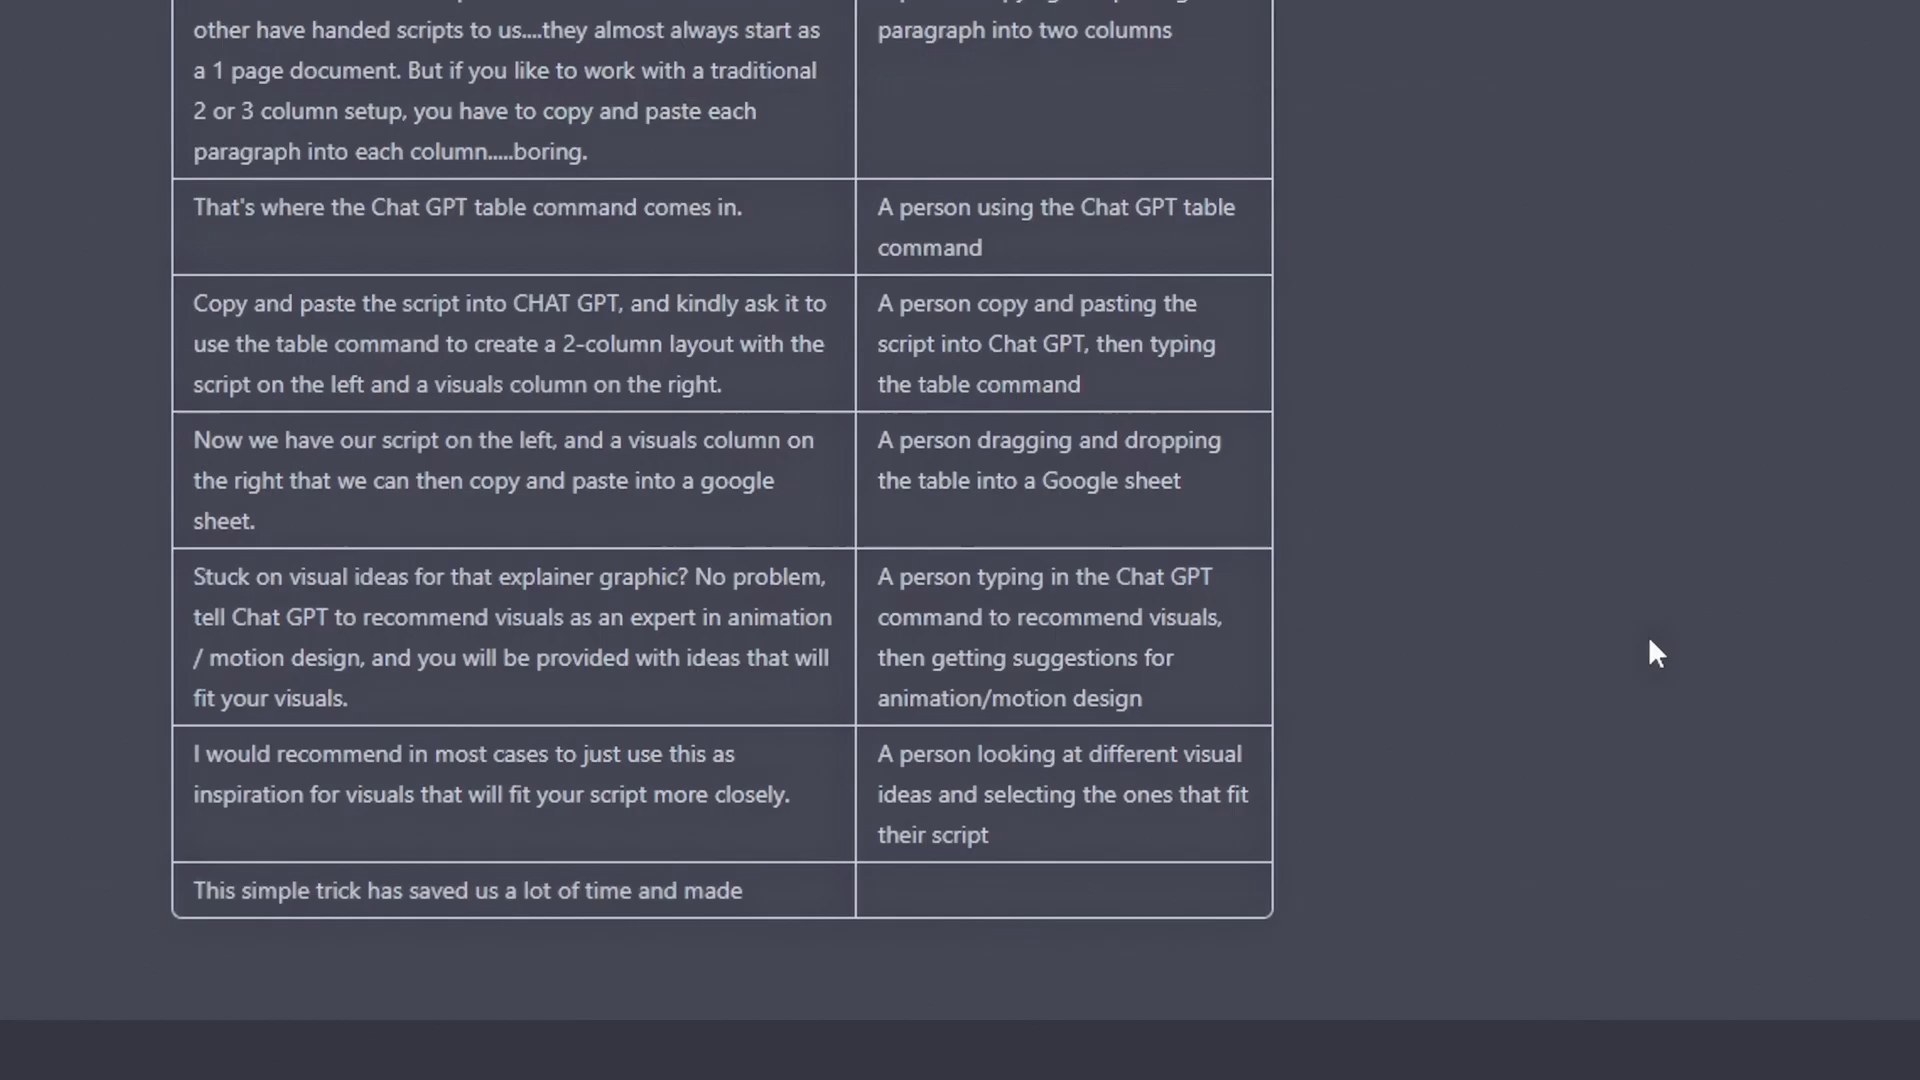 other have handed scripts to us....they almost always start as
a 1 page document. But if you like to work with a traditional
2 or 3 column setup, you have to copy and paste each
paragraph into each column.....boring.
paragraph into two columns
That's where the Chat GPT table command comes in.
A person using the Chat GPT table
command
Copy and paste the script into CHAT GPT, and kindly ask it to
use the table command to create a 2-column layout with the
script on the left and a visuals column on the right.
A person copy and pasting the
script into Chat GPT, then typing
the table command
Now we have our script on the left, and a visuals column on
the right that we can then copy and paste into a google
sheet.
A person dragging and dropping
the table into a Google sheet
Stuck on visual ideas for that explainer graphic? No problem,
tell Chat GPT to recommend visuals as an expert in animation
/ motion design, and you will be provided with ideas that will
fit your visuals.
A person typing in the Chat GPT
command to recommend visuals,
then getting suggestions for
animation/motion design
I would recommend in most cases to just use this as
inspiration for visuals that will fit your script more closely.
A person looking at different visual
ideas and selecting the ones that fit
their script
This simple trick has saved us a lot of time and made